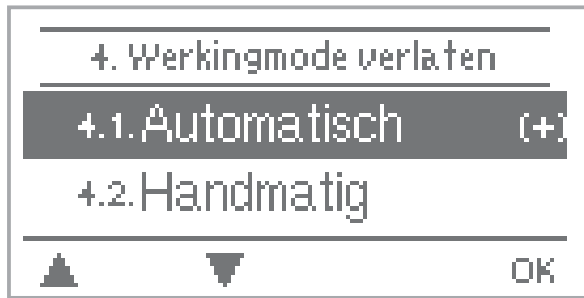 4. Werkingmode verlaten
4.1. Automatisch (+)
4.2. Handmatig
▲ ▼ OK